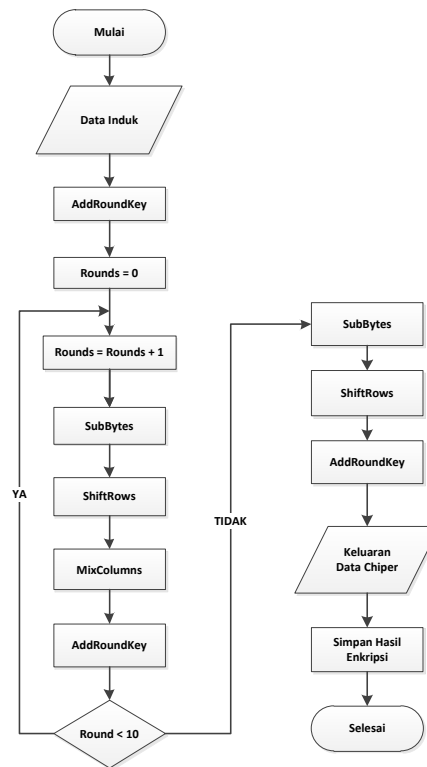 Mulai
Data Induk
AddRoundKey
Rounds = 0
Rounds = Rounds + 1
SubBytes
ShiftRows
MixColumns
AddRoundKey
Round < 10
YA
TIDAK
SubBytes
ShiftRows
AddRoundKey
Keluaran
Data Chiper
Simpan Hasil
Enkripsi
Selesai